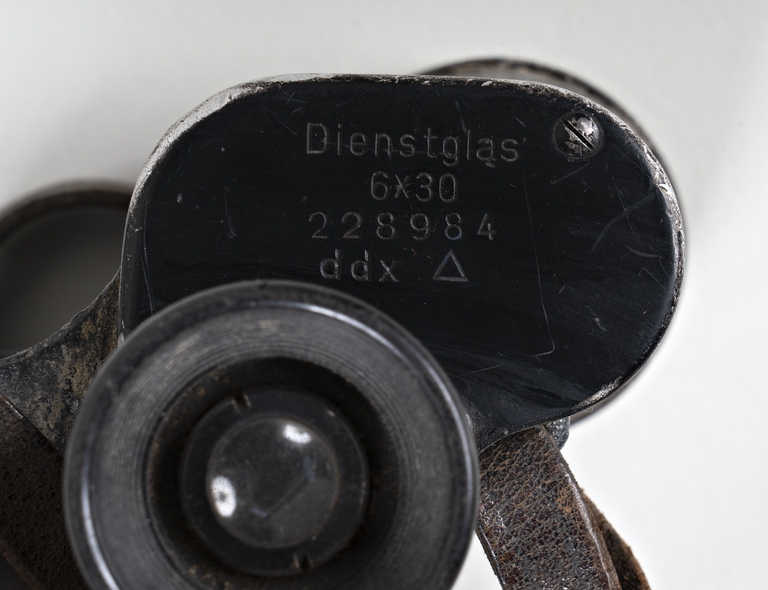 Dienstglas
6x30
228984
ddx △